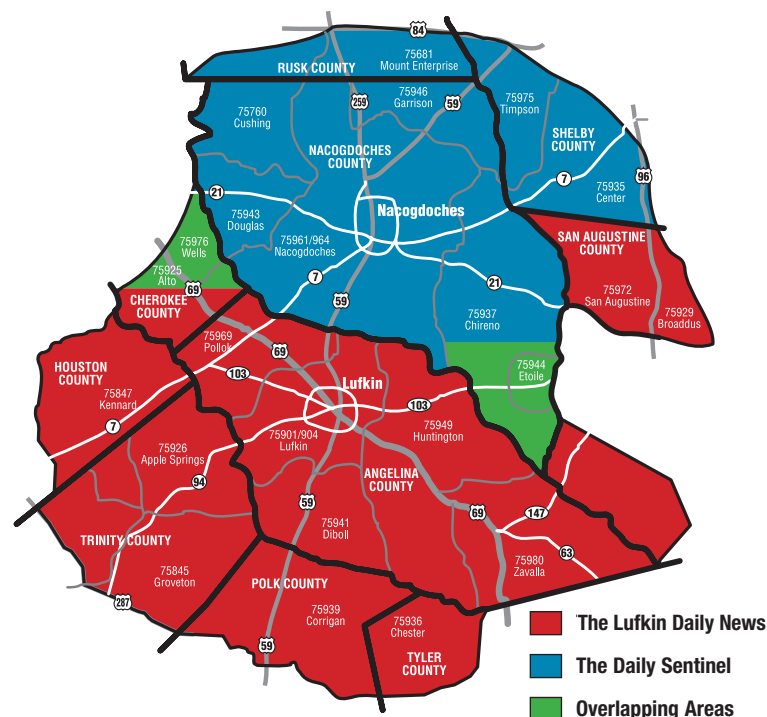 84
75681
Mount Enterprise
RUSK COUNTY
75946
Garrison
259
59
75975
Timpson
75760
Cushing
SHELBY
COUNTY
NACOGDOCHES
COUNTY
7
96
75935
Center
21
Nacogdoches
75943
Douglas
75961/964
Nacogdoches
SAN AUGUSTINE
COUNTY
75976
Wells
75925
Alto
7
21
75972
San Augustine
69
59
CHEROKEE
COUNTY
75937
Chireno
75929
Broaddus
75969
Pollok
69
HOUSTON
COUNTY
103
Lufkin
75944
Etoile
75847
Kennard
103
7
75926
Apple Springs
75901/904
Lufkin
75949
Huntington
94
ANGELINA
COUNTY
59
69
147
75941
Diboll
TRINITY COUNTY
63
75980
Zavalla
75845
Groveton
POLK COUNTY
287
75939
Corrigan
75936
Chester
59
TYLER
COUNTY
The Lufkin Daily News
The Daily Sentinel
Overlapping Areas